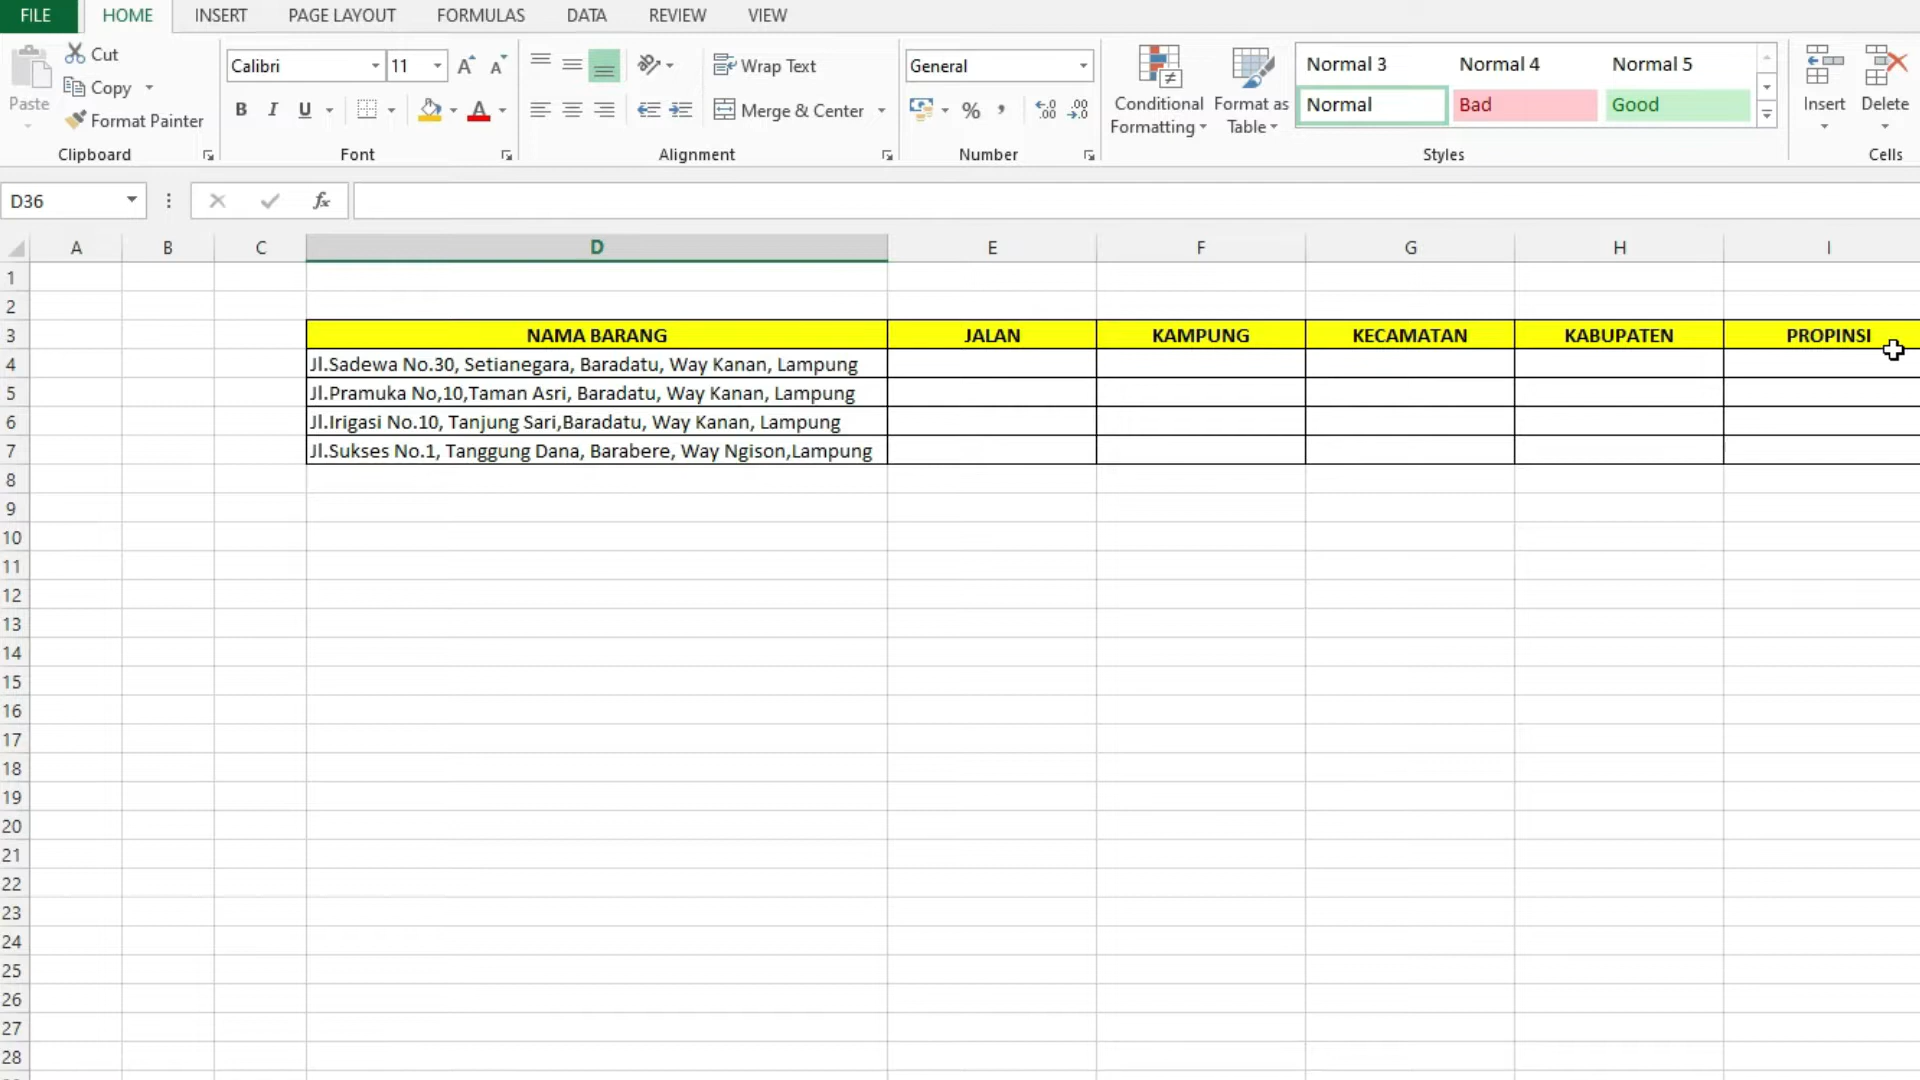 FILE HOME INSERT PAGE LAYOUT FORMULAS DATA REVIEW VIEW
Cut Calibri 11 A A Wrap Text General Normal 3 Normal 4 Normal 5
Copy
Paste Format Painter B I U A Merge & Center % , .0 .00 .00 .0 Conditional Formatting Format as Table Normal Bad Good Insert Delete
Clipboard Font Alignment Number Styles Cells
D36 fx
A B C D E F G H I
1
2
3 NAMA BARANG JALAN KAMPUNG KECAMATAN KABUPATEN PROPINSI
4 Jl.Sadewa No.30, Setianegara, Baradatu, Way Kanan, Lampung
5 Jl.Pramuka No,10,Taman Asri, Baradatu, Way Kanan, Lampung
6 Jl.Irigasi No.10, Tanjung Sari,Baradatu, Way Kanan, Lampung
7 Jl.Sukses No.1, Tanggung Dana, Barabere, Way Ngison,Lampung
8
9
10
11
12
13
14
15
16
17
18
19
20
21
22
23
24
25
26
27
28